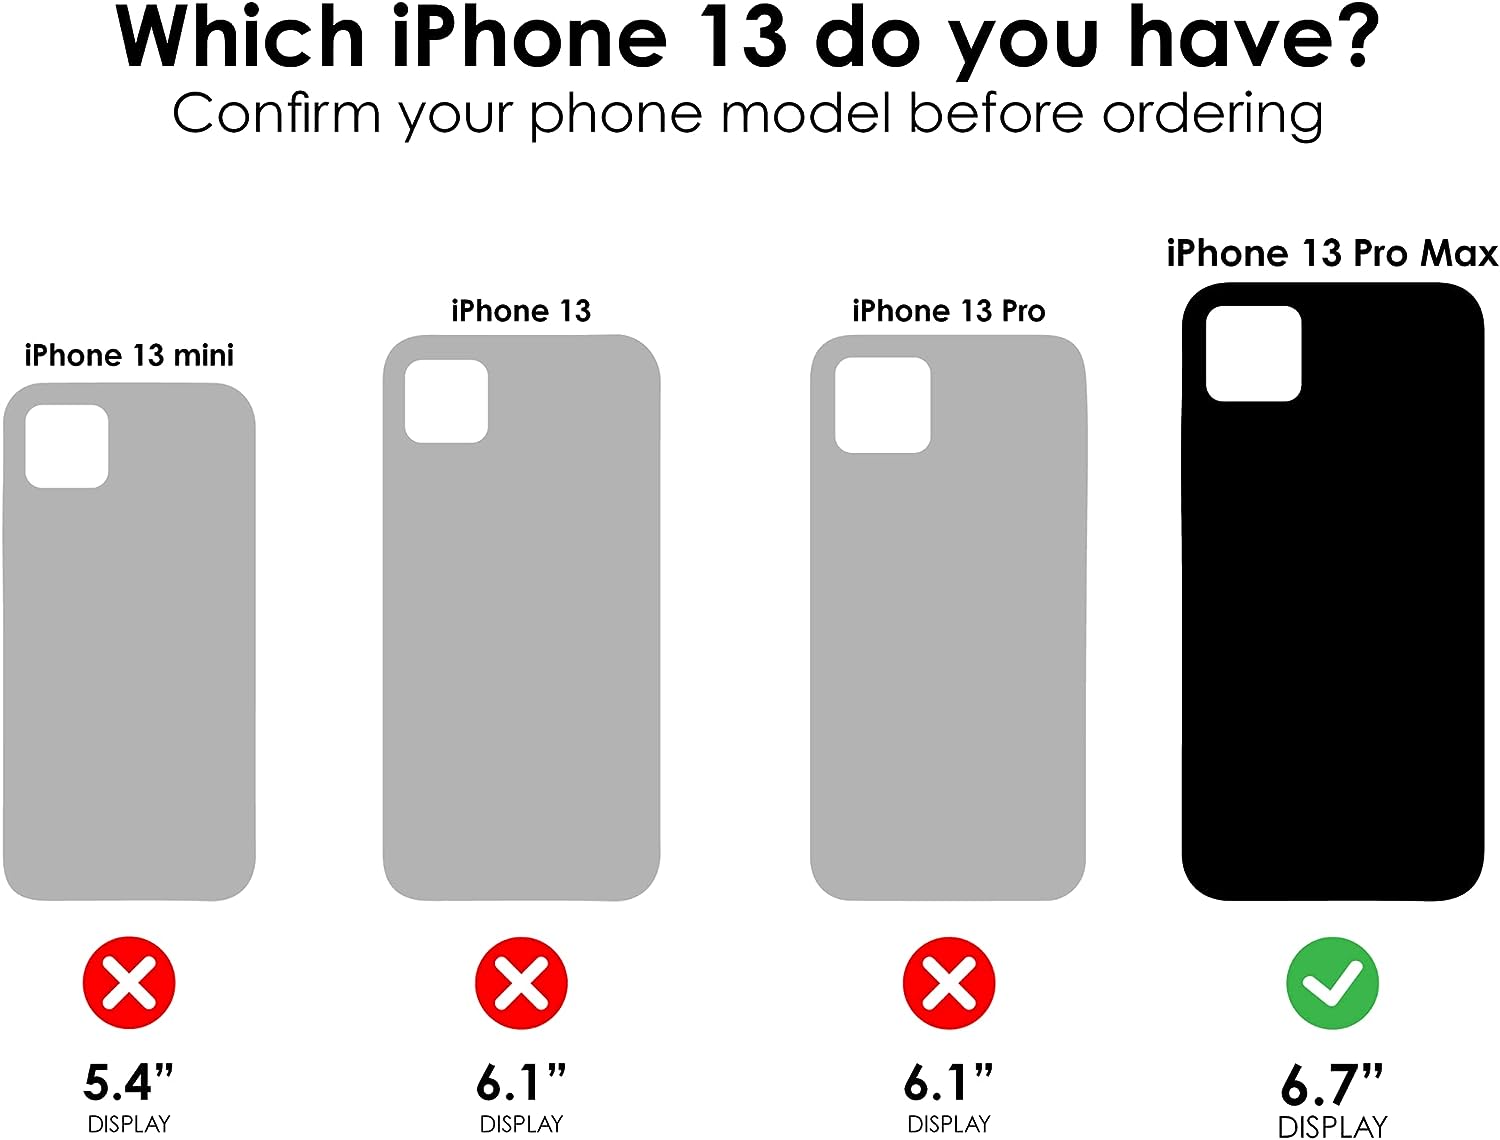 Which iPhone 13 do you have?
Confirm your phone model before ordering
iPhone 13 mini
iPhone 13
iPhone 13 Pro
iPhone 13 Pro Max
5.4”
DISPLAY
6.1”
DISPLAY
6.1”
DISPLAY
6.7”
DISPLAY